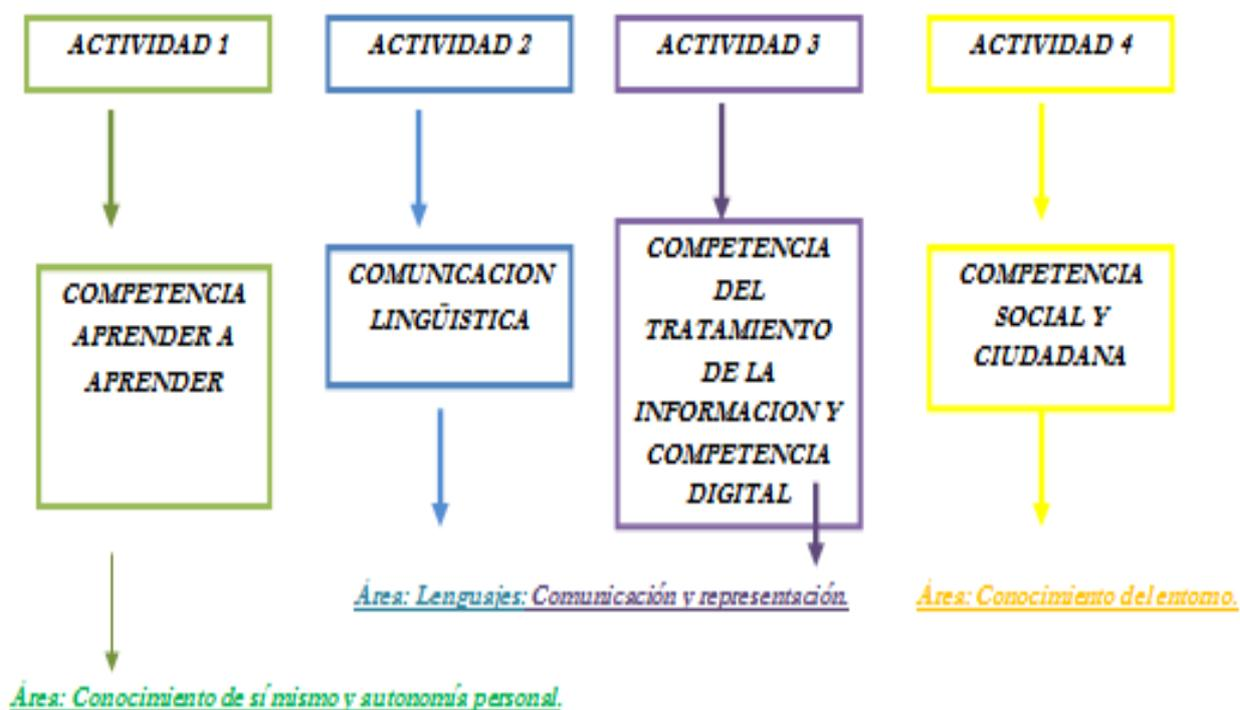 ACTIVIDAD 1
ACTIVIDAD 2
ACTIVIDAD 3
ACTIVIDAD 4
COMPETENCIA
APRENDER A
APRENDER
COMUNICACION
LINGÜISTICA
COMPETENCIA
DEL
TRATAMIENTO
DE LA
INFORMACION Y
COMPETENCIA
DIGITAL
COMPETENCIA
SOCIAL Y
CIUDADANA
Área: Lenguajes: Comunicación y representación.
Área: Conocimiento del entorno.
Área: Conocimiento de sí mismo y autonomía personal.